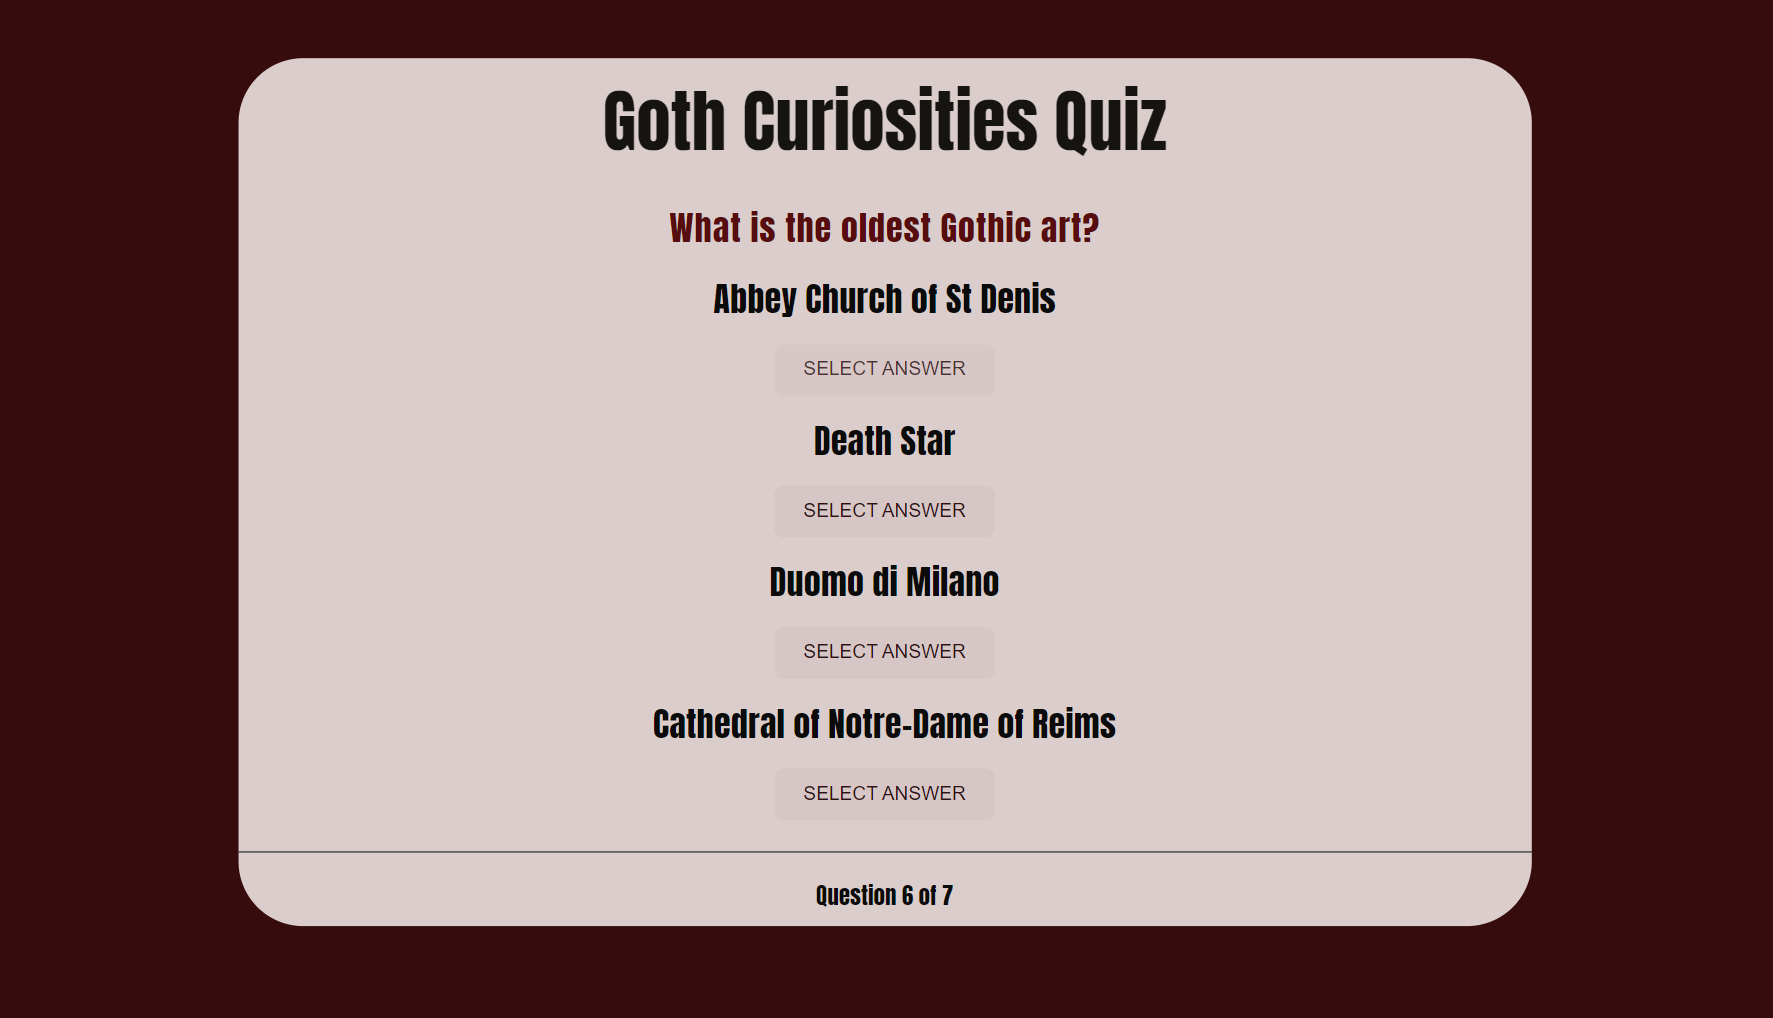 Goth Curiosities Quiz
What is the oldest Gothic art?
Abbey Church of St Denis
SELECT ANSWER
Death Star
SELECT ANSWER
Duomo di Milano
SELECT ANSWER
Cathedral of Notre-Dame of Reims
SELECT ANSWER
Question 6 of 7